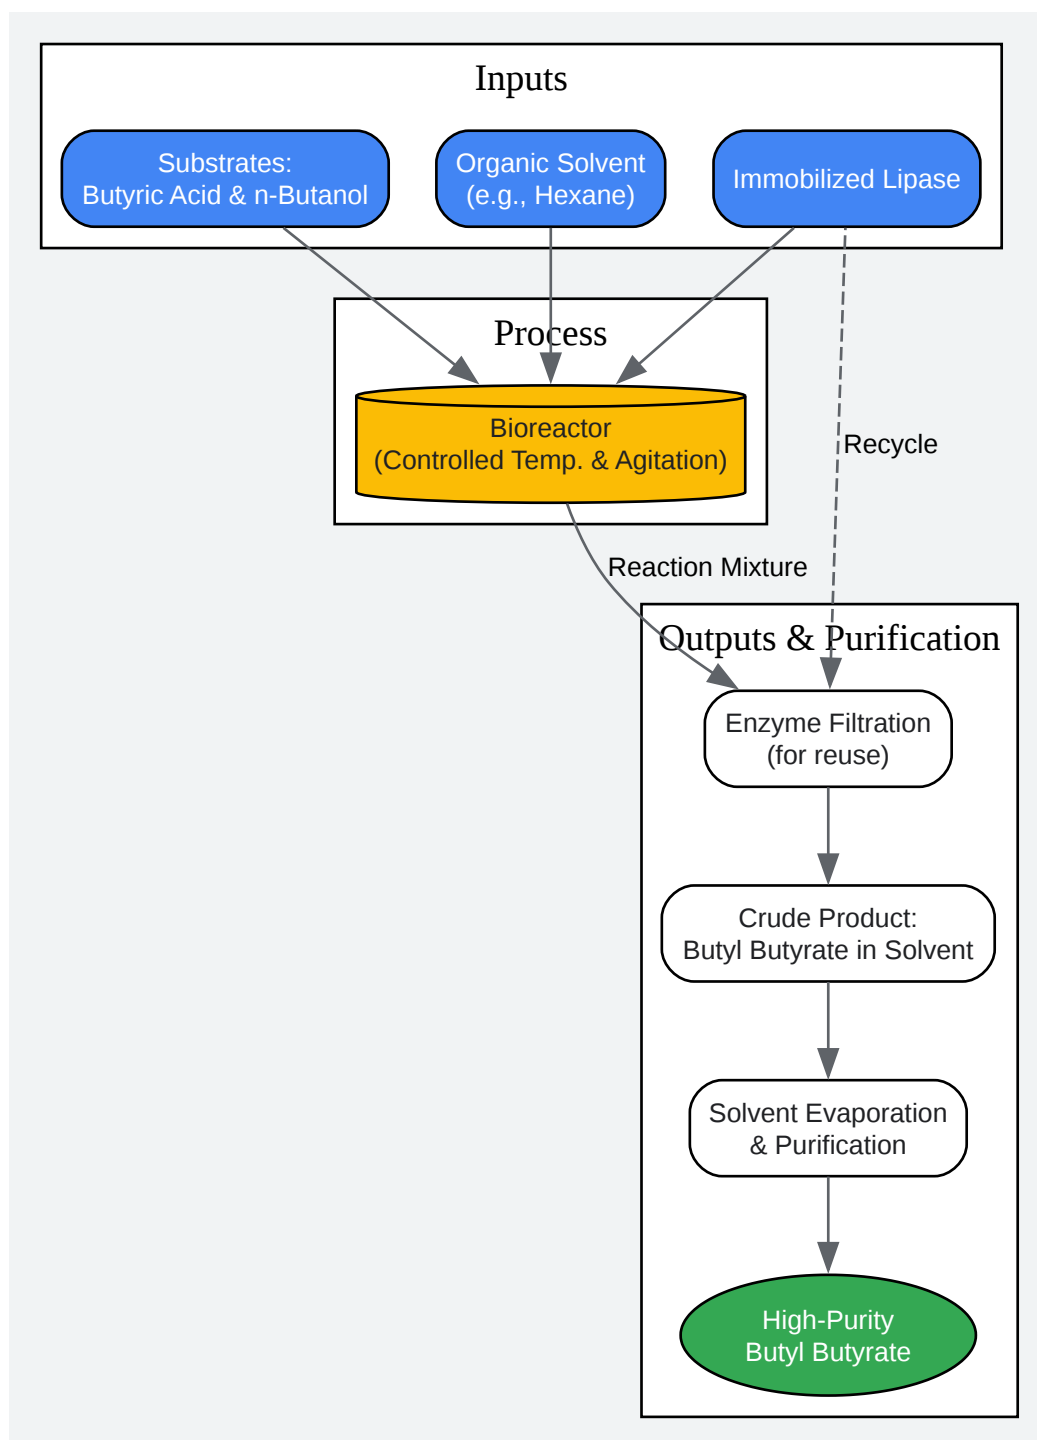 Inputs
Substrates:
Butyric Acid & n-Butanol
Organic Solvent
(e.g., Hexane)
Immobilized Lipase
Process
Bioreactor
(Controlled Temp. & Agitation)
Recycle
Reaction Mixture
Outputs & Purification
Enzyme Filtration
(for reuse)
Crude Product:
Butyl Butyrate in Solvent
Solvent Evaporation
& Purification
High-Purity
Butyl Butyrate